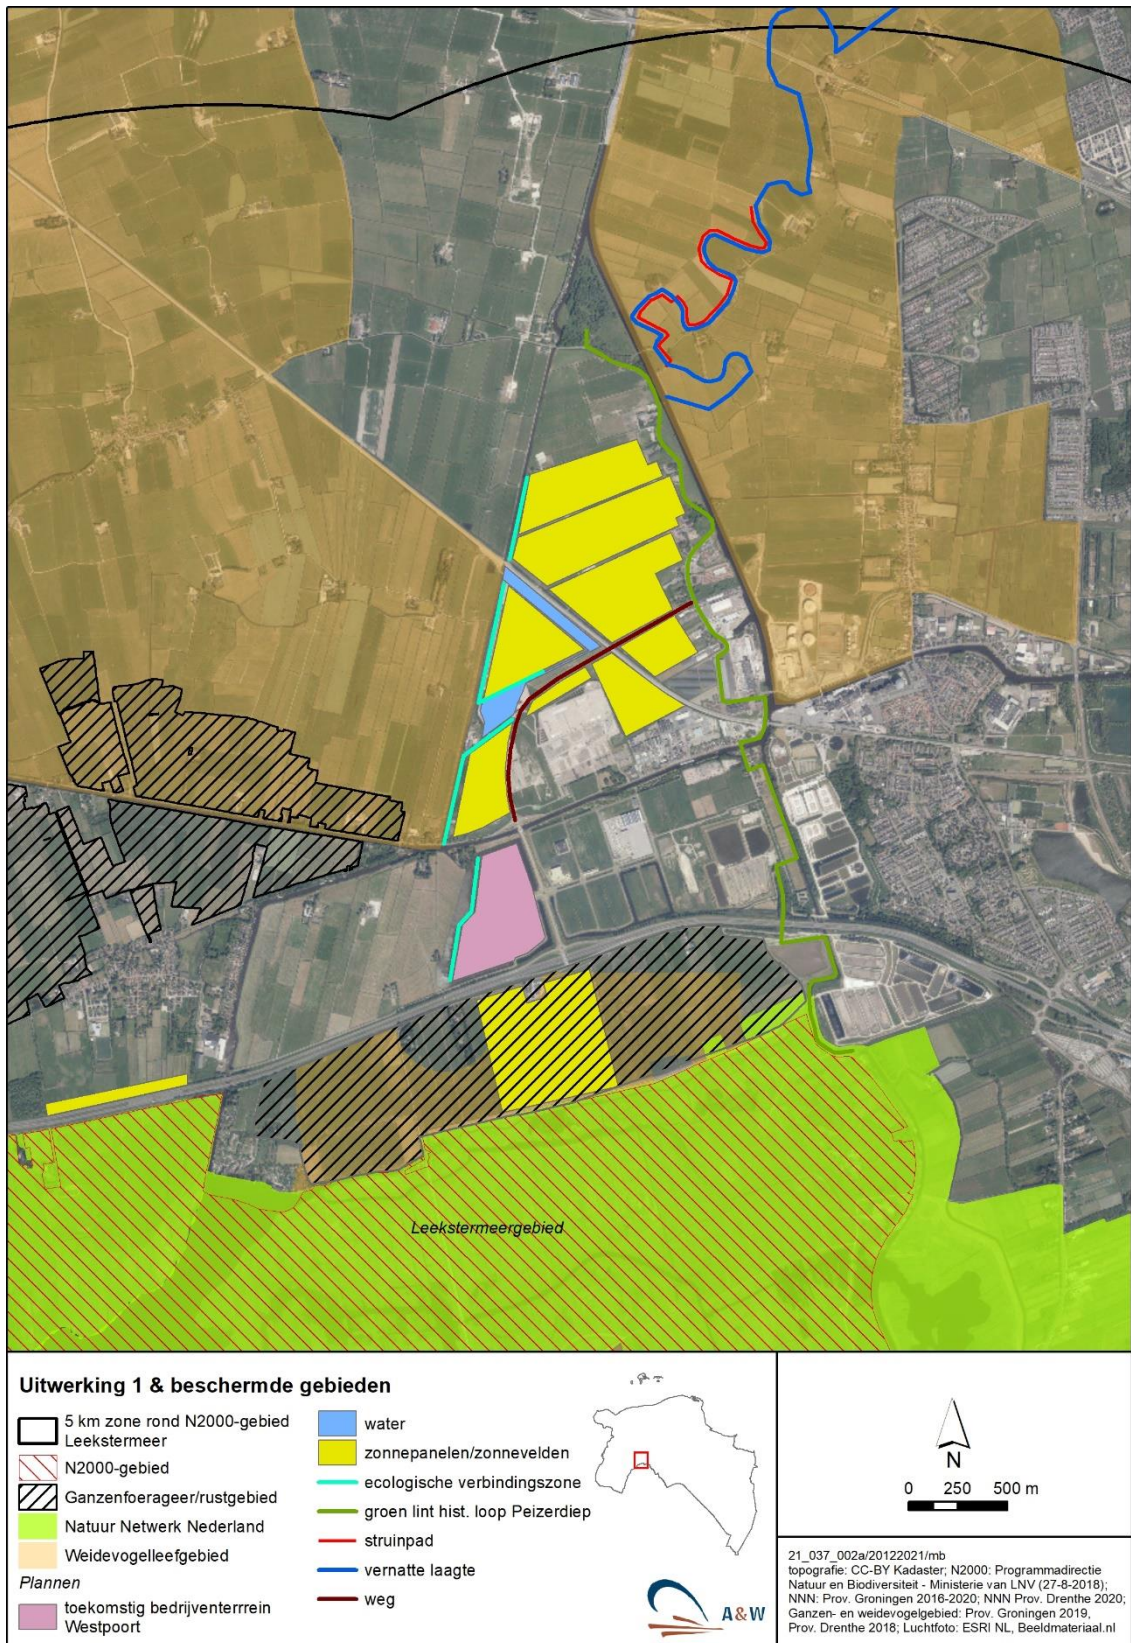 Leekstermeergebied
Uitwerking 1 & beschermde gebieden
5 km zone rond N2000-gebied
Leekstermeer
N2000-gebied
Ganzenfoerageer/rustgebied
Natuur Netwerk Nederland
Weidevogelleefgebied
Plannen
toekomstig bedrijventerrrein
Westpoort
water
zonnepanelen/zonnevelden
ecologische verbindingszone
groen lint hist. loop Peizerdiep
struinpad
vernatte laagte
weg
A&W
N
0 250 500 m
21_037_002a/20122021/mb
topografie: CC-BY Kadaster; N2000: Programmadirectie
Natuur en Biodiversiteit - Ministerie van LNV (27-8-2018);
NNN: Prov. Groningen 2016-2020; NNN Prov. Drenthe 2020;
Ganzen- en weidevogelgebied: Prov. Groningen 2019,
Prov. Drenthe 2018; Luchtfoto: ESRI NL, Beeldmateriaal.nl